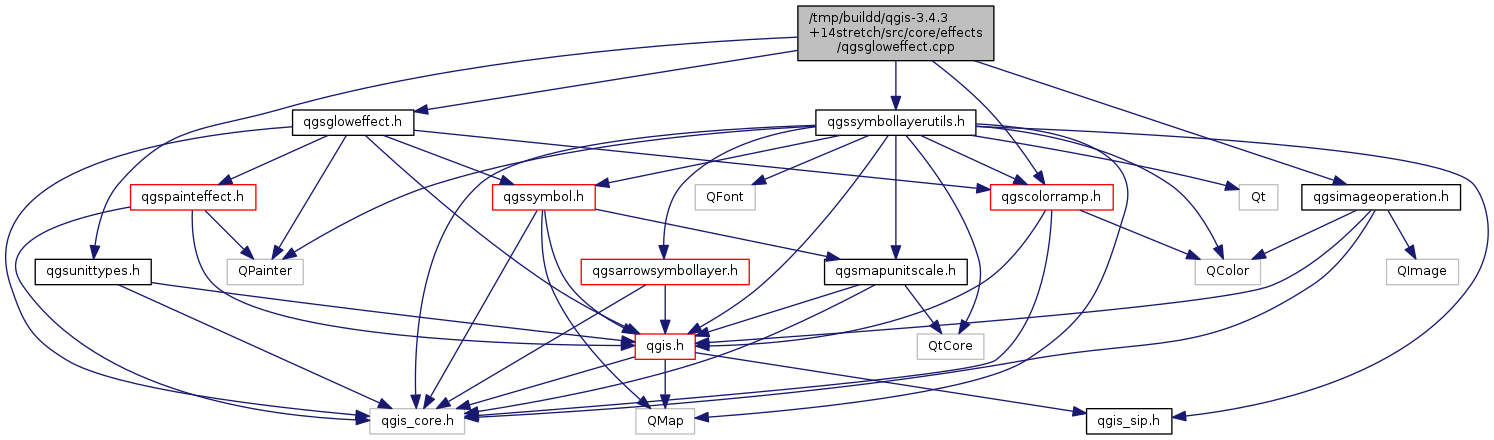 /tmp/buildd/qgis-3.4.3
+14stretch/src/core/effects
/qgsgloweffect.cpp
qgsgloweffect.h
qgssymbollayerutils.h
qgspainteffect.h
qgssymbol.h
QFont
qgscolorramp.h
Qt
qgsimageoperation.h
qgsunittypes.h
QPainter
qgsarrowsymbollayer.h
qgsmapunitscale.h
QColor
QImage
qgis.h
QtCore
qgis_core.h
QMap
qgis_sip.h